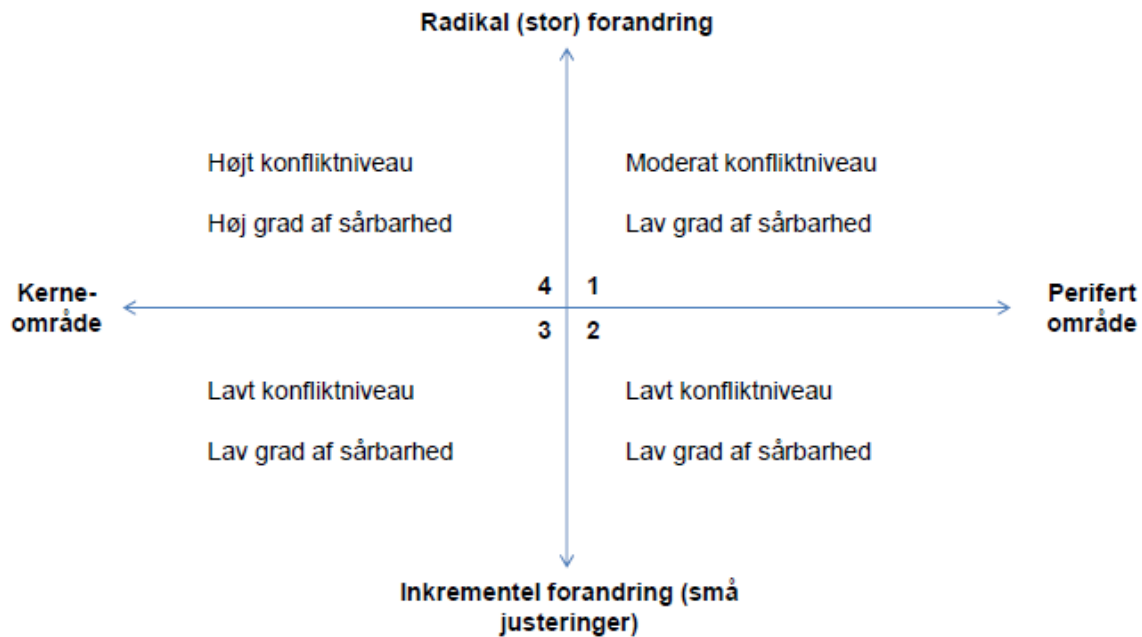 Radikal (stor) forandring
Højt konfliktniveau
Høj grad af sårbarhed
Moderat konfliktniveau
Lav grad af sårbarhed
4 1
Kerne-
område
Perifert
område
3 2
Lavt konfliktniveau
Lav grad af sårbarhed
Lavt konfliktniveau
Lav grad af sårbarhed
Inkrementel forandring (små
justeringer)